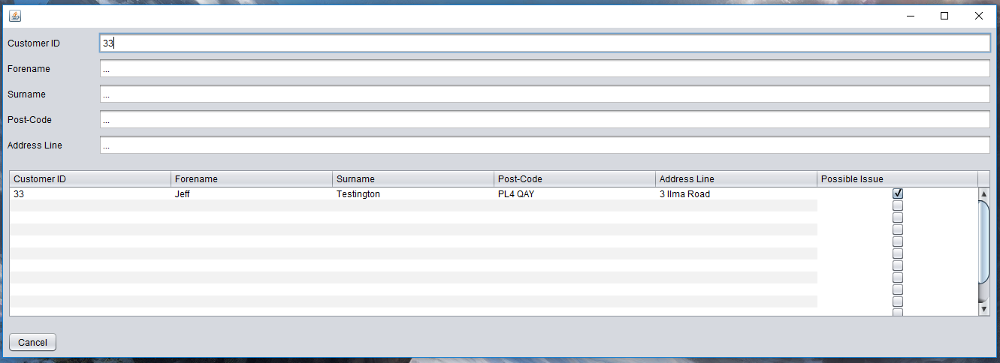 Customer ID 33
Forename ...
Surname ...
Post-Code ...
Address Line ...
Customer ID Forename Surname Post-Code Address Line Possible Issue
33 Jeff Testington PL4 QAY 3 Ilma Road
Cancel